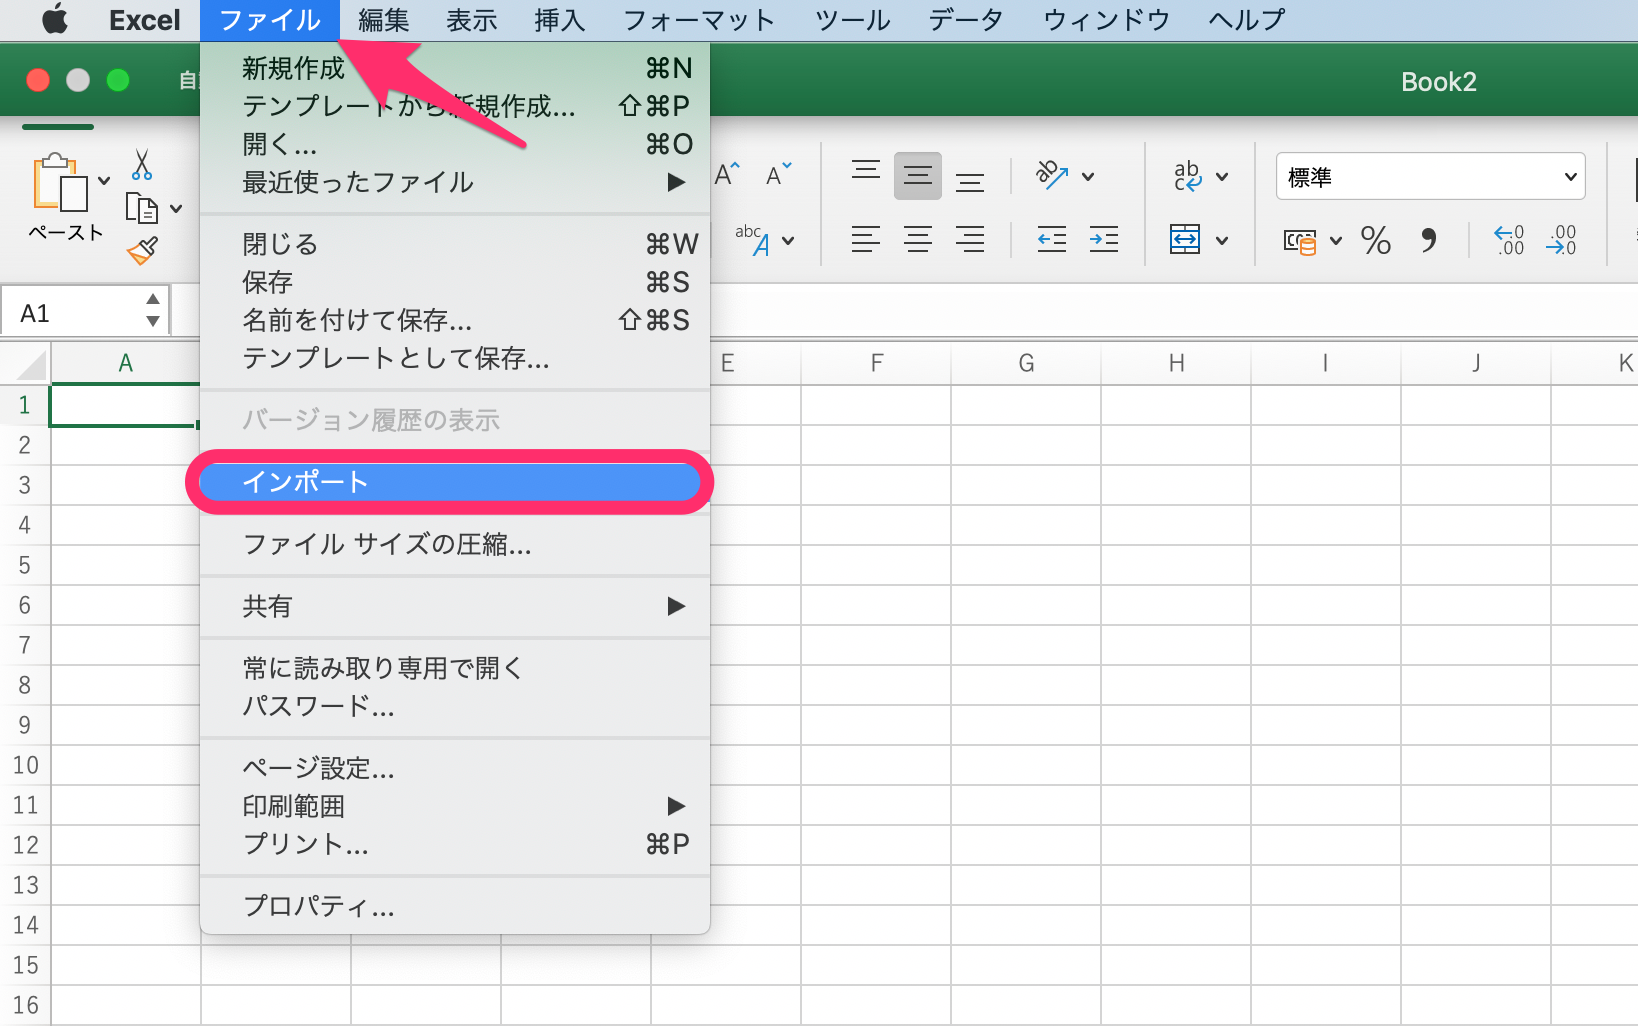 Excel ファイル 編集 表示 挿入 フォーマット ツール データ ウィンドウ ヘルプ
自
Book2
新規作成 ⌘N
テンプレートから新規作成... ⇧⌘P
開く... ⌘O
最近使ったファイル ▶
閉じる ⌘W
保存 ⌘S
名前を付けて保存... ⇧⌘S
テンプレートとして保存...
バージョン履歴の表示
インポート
ファイル サイズの圧縮...
共有 ▶
常に読み取り専用で開く
パスワード...
ページ設定...
印刷範囲 ▶
プリント... ⌘P
プロパティ...
ペースト
A A
abc A
ab
ab
c
標準
% , .0 .00 .00 .0
A1
A E F G H I J K
1
2
3
4
5
6
7
8
9
10
11
12
13
14
15
16